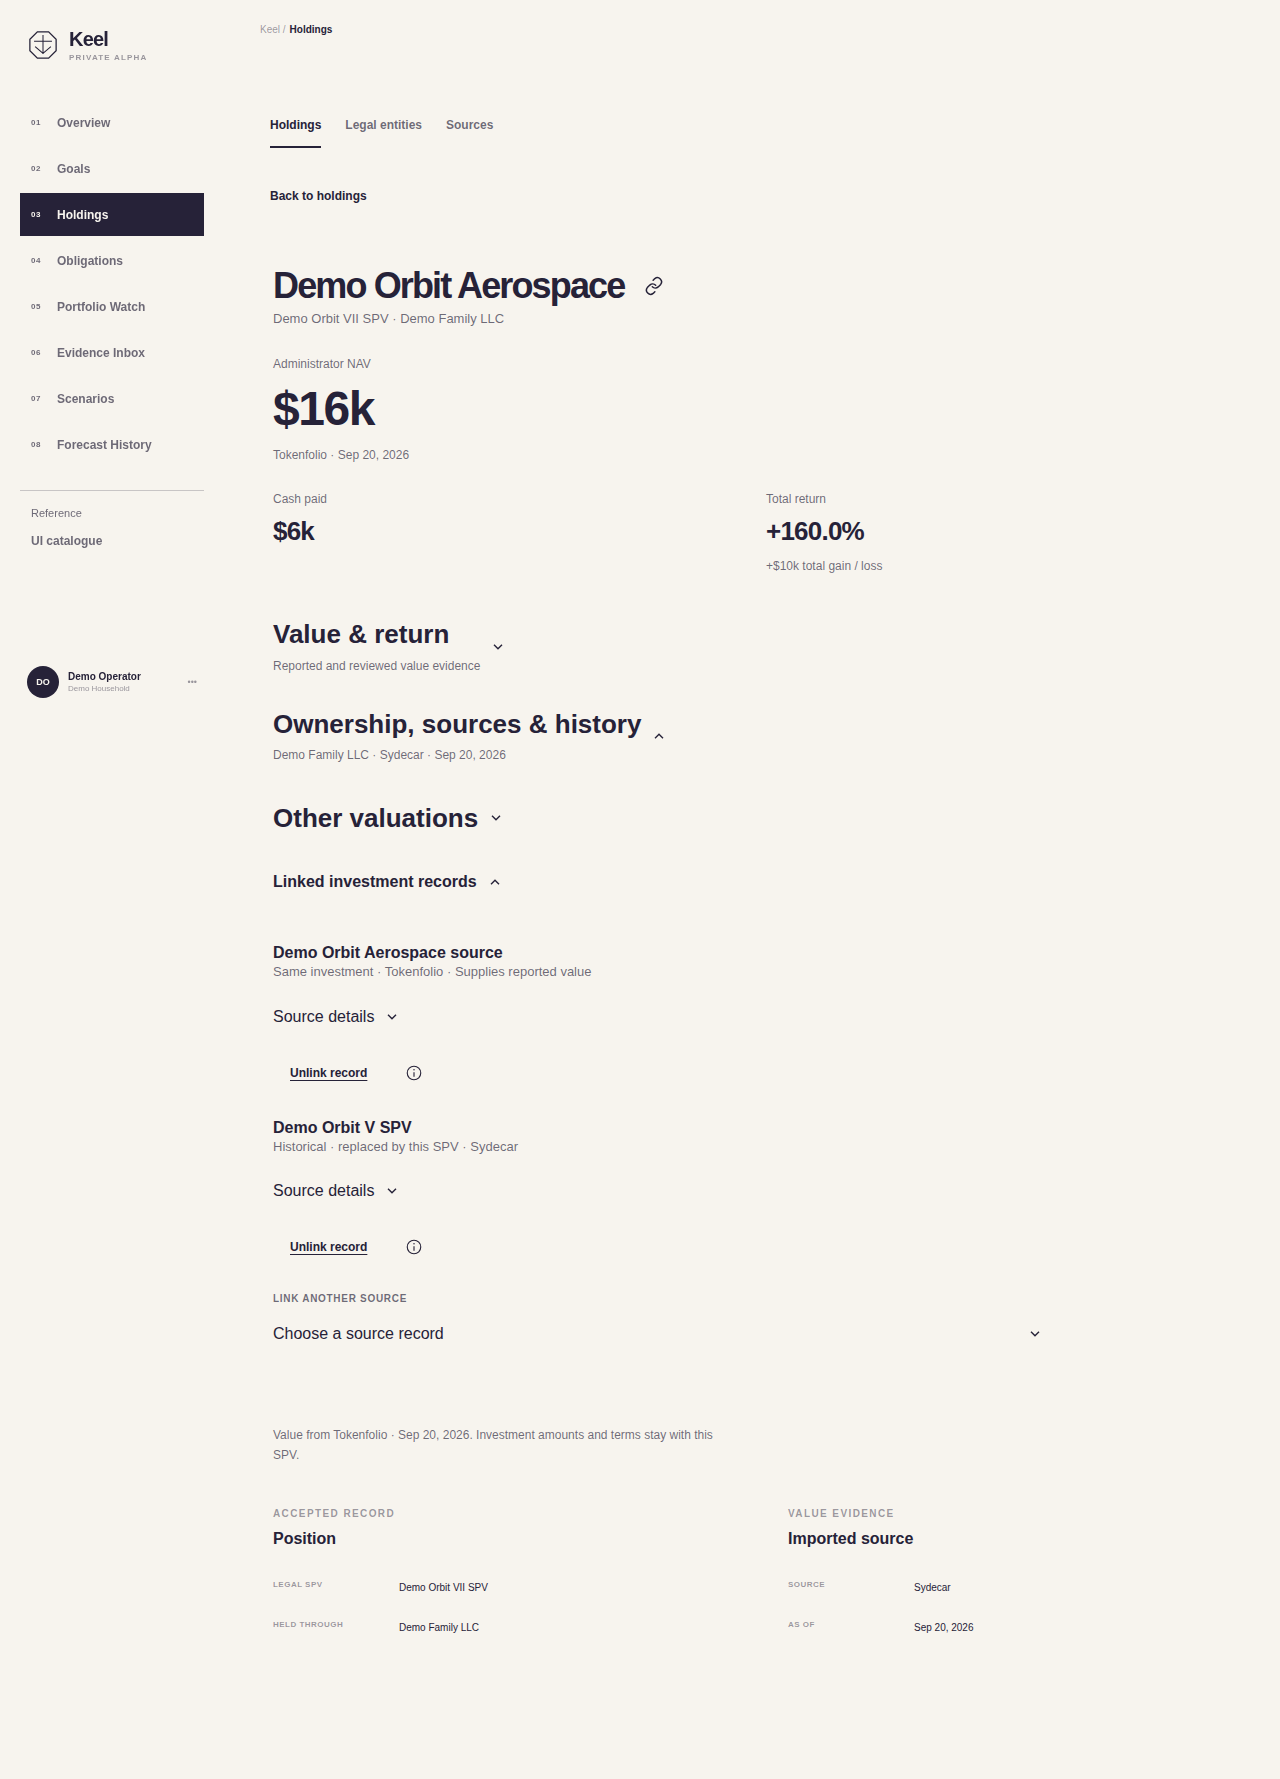 Keel
PRIVATE ALPHA
01 Overview
02 Goals
03 Holdings
04 Obligations
05 Portfolio Watch
06 Evidence Inbox
07 Scenarios
08 Forecast History
Reference
UI catalogue
DO
Demo Operator
Demo Household
Keel / Holdings
Holdings Legal entities Sources
Back to holdings
Demo Orbit Aerospace
Demo Orbit VII SPV · Demo Family LLC
Administrator NAV
$16k
Tokenfolio · Sep 20, 2026
Cash paid
$6k
Total return
+160.0%
+$10k total gain / loss
Value & return
Reported and reviewed value evidence
Ownership, sources & history
Demo Family LLC · Sydecar · Sep 20, 2026
Other valuations
Linked investment records
Demo Orbit Aerospace source
Same investment · Tokenfolio · Supplies reported value
Source details
Unlink record
Demo Orbit V SPV
Historical · replaced by this SPV · Sydecar
Source details
Unlink record
LINK ANOTHER SOURCE
Choose a source record
Value from Tokenfolio · Sep 20, 2026. Investment amounts and terms stay with this
SPV.
ACCEPTED RECORD
Position
LEGAL SPV Demo Orbit VII SPV
HELD THROUGH Demo Family LLC
VALUE EVIDENCE
Imported source
SOURCE Sydecar
AS OF Sep 20, 2026